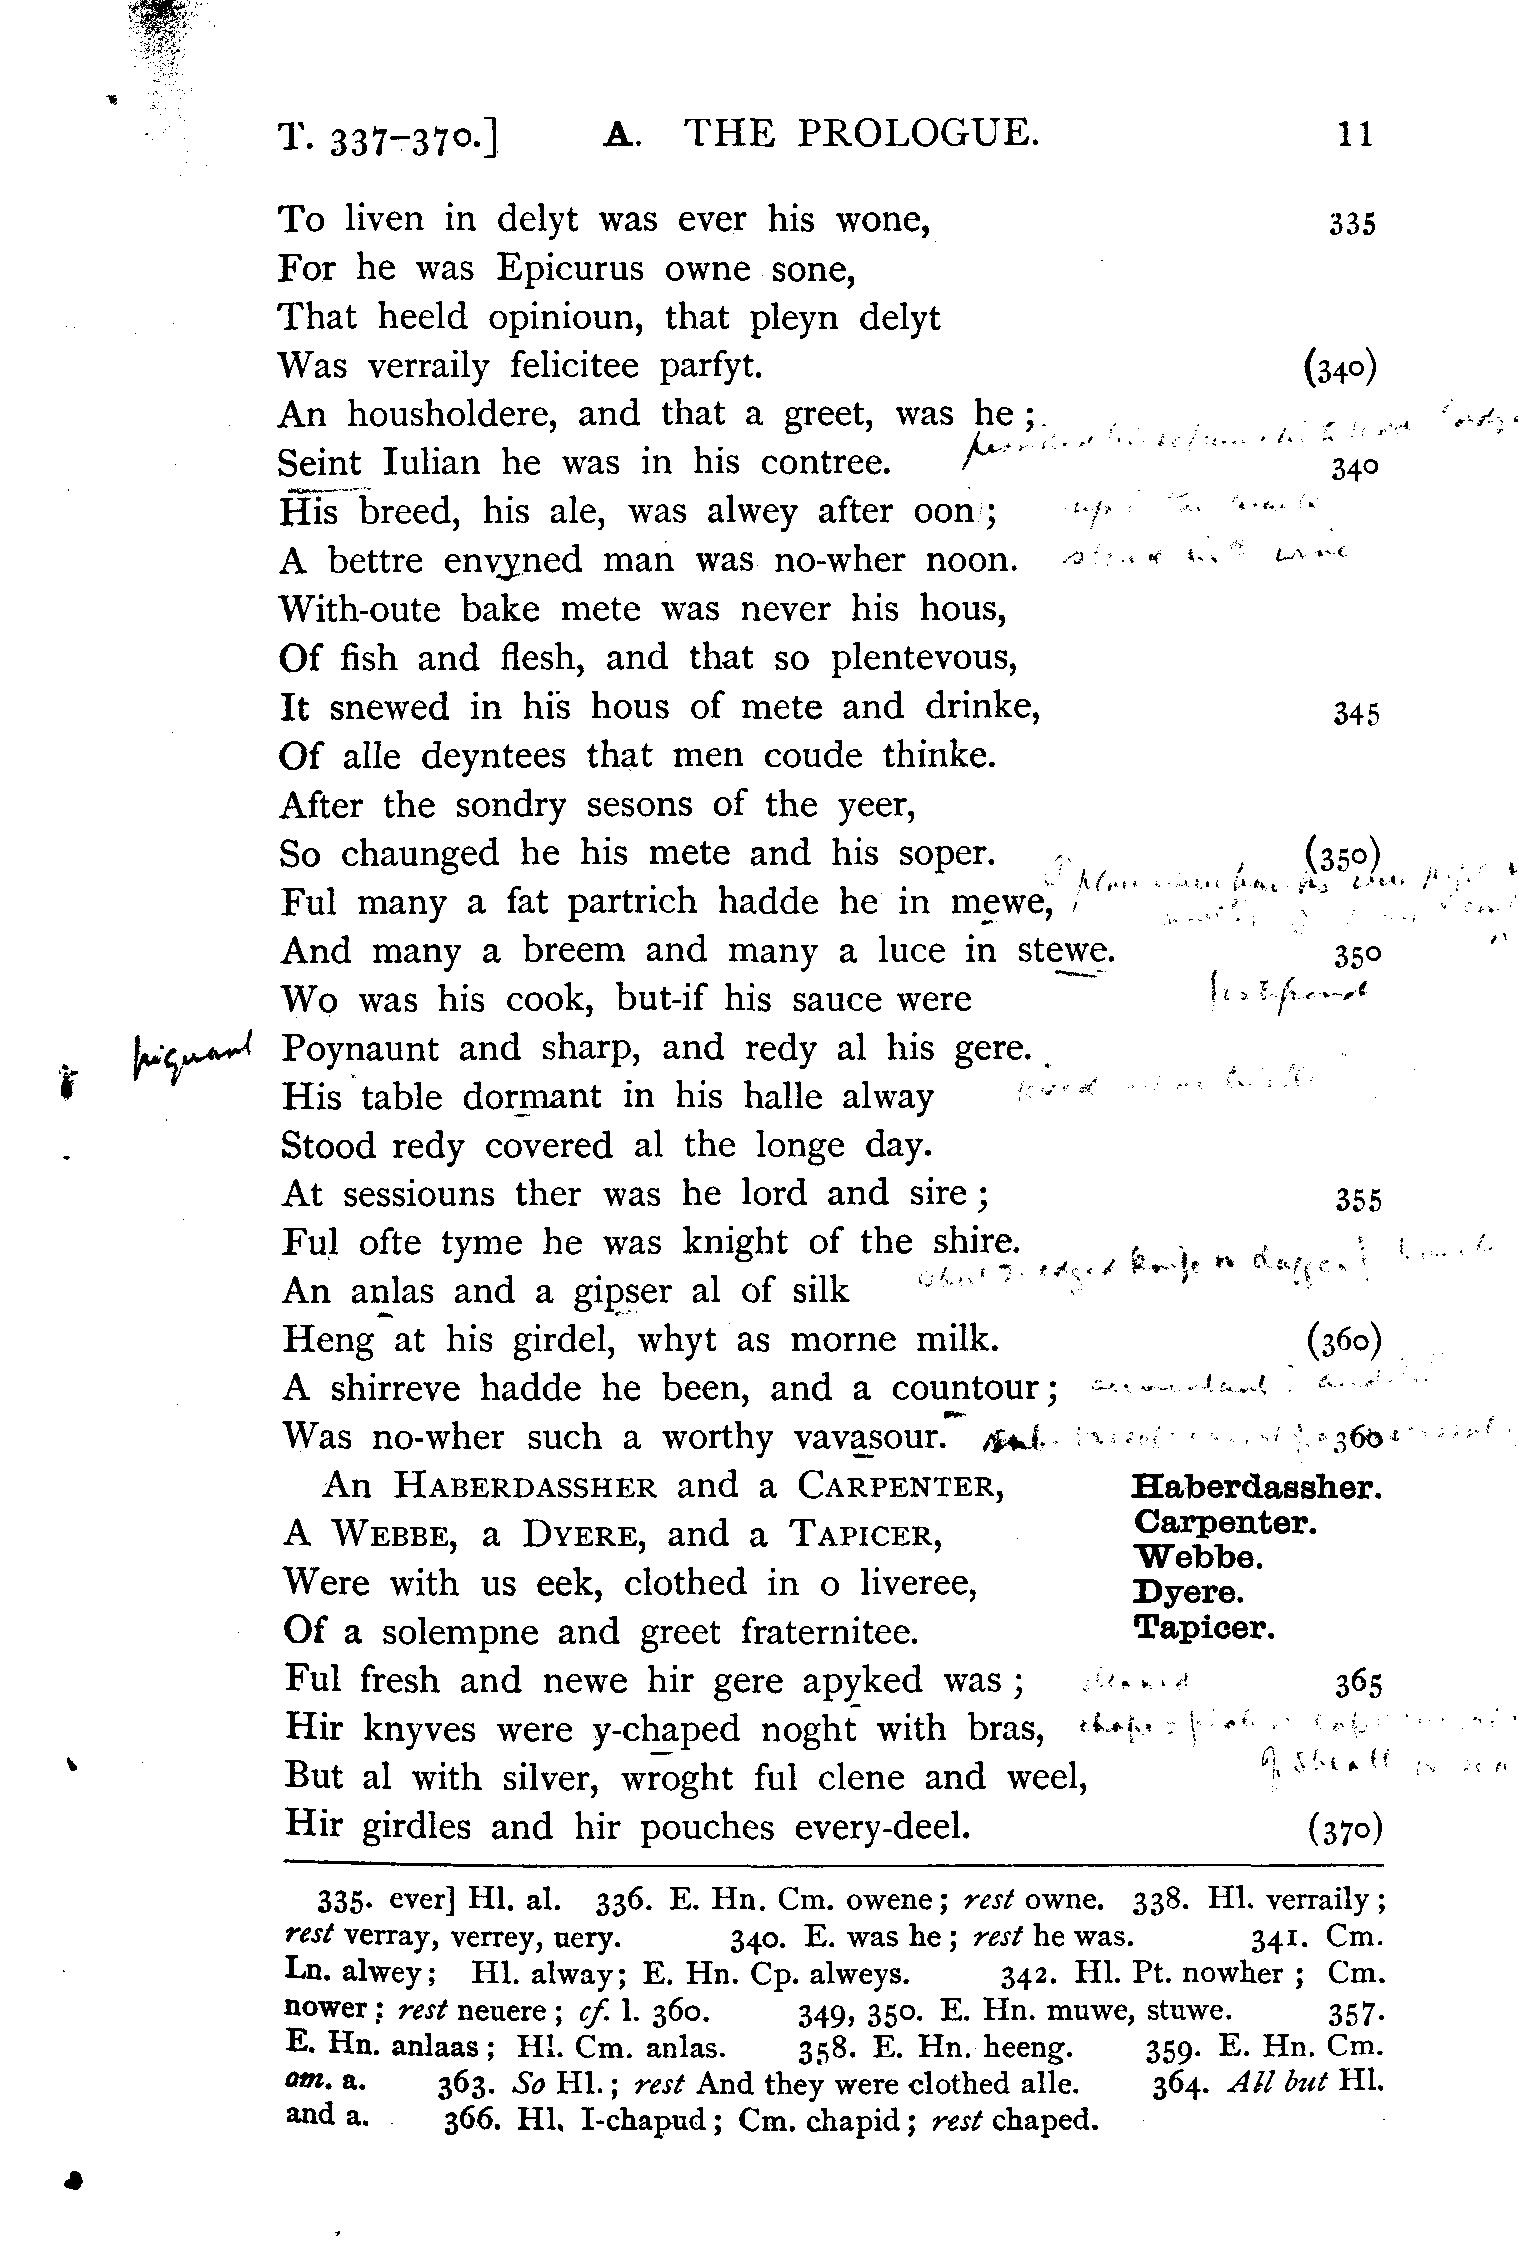 T. 337-370.] A. THE PROLOGUE. 11
To liven in delyt was ever his wone, 335
For he was Epicurus owne sone,
That heeld opinioun, that pleyn delyt
Was verraily felicitee parfyt. (340)
An housholdere, and that a greet, was he ;
Seint Iulian he was in his contree. 340
His breed, his ale, was alwey after oon ;
A bettre envyned man was no-wher noon.
With-oute bake mete was never his hous,
Of fish and flesh, and that so plentevous,
It snewed in his hous of mete and drinke, 345
Of alle deyntees that men coude thinke.
After the sondry sesons of the yeer,
So chaunged he his mete and his soper. (350)
Ful many a fat partrich hadde he in mewe,
And many a breem and many a luce in stewe. 350
Wo was his cook, but-if his sauce were
piquant Poynaunt and sharp, and redy al his gere.
His table dormant in his halle alway
Stood redy covered al the longe day.
At sessiouns ther was he lord and sire ; 355
Ful ofte tyme he was knight of the shire.
An anlas and a gipser al of silk
Heng at his girdel, whyt as morne milk. (360)
A shirreve hadde he been, and a countour ;
Was no-wher such a worthy vavasour. 360
An HABERDASSHER and a CARPENTER, Haberdassher.
Carpenter.
A WEBBE, a DYERE, and a TAPICER, Webbe.
Were with us eek, clothed in o liveree, Dyere.
Of a solempne and greet fraternitee. Tapicer.
Ful fresh and newe hir gere apyked was ; 365
Hir knyves were y-chaped noght with bras,
But al with silver, wroght ful clene and weel,
Hir girdles and hir pouches every-deel. (370)
335. ever] Hl. al. 336. E. Hn. Cm. owene ; rest owne. 338. Hl. verraily ;
rest verray, verrey, uery. 340. E. was he ; rest he was. 341. Cm.
Ln. alwey ; Hl. alway ; E. Hn. Cp. alweys. 342. Hl. Pt. nowher ; Cm.
nower ; rest neuere ; cf. l. 360. 349, 350. E. Hn. muwe, stuwe. 357.
E. Hn. anlaas ; Hl. Cm. anlas. 358. E. Hn. heeng. 359. E. Hn. Cm.
om. a. 363. So Hl. ; rest And they were clothed alle. 364. All but Hl.
and a. 366. Hl. I-chapud ; Cm. chapid ; rest chaped.